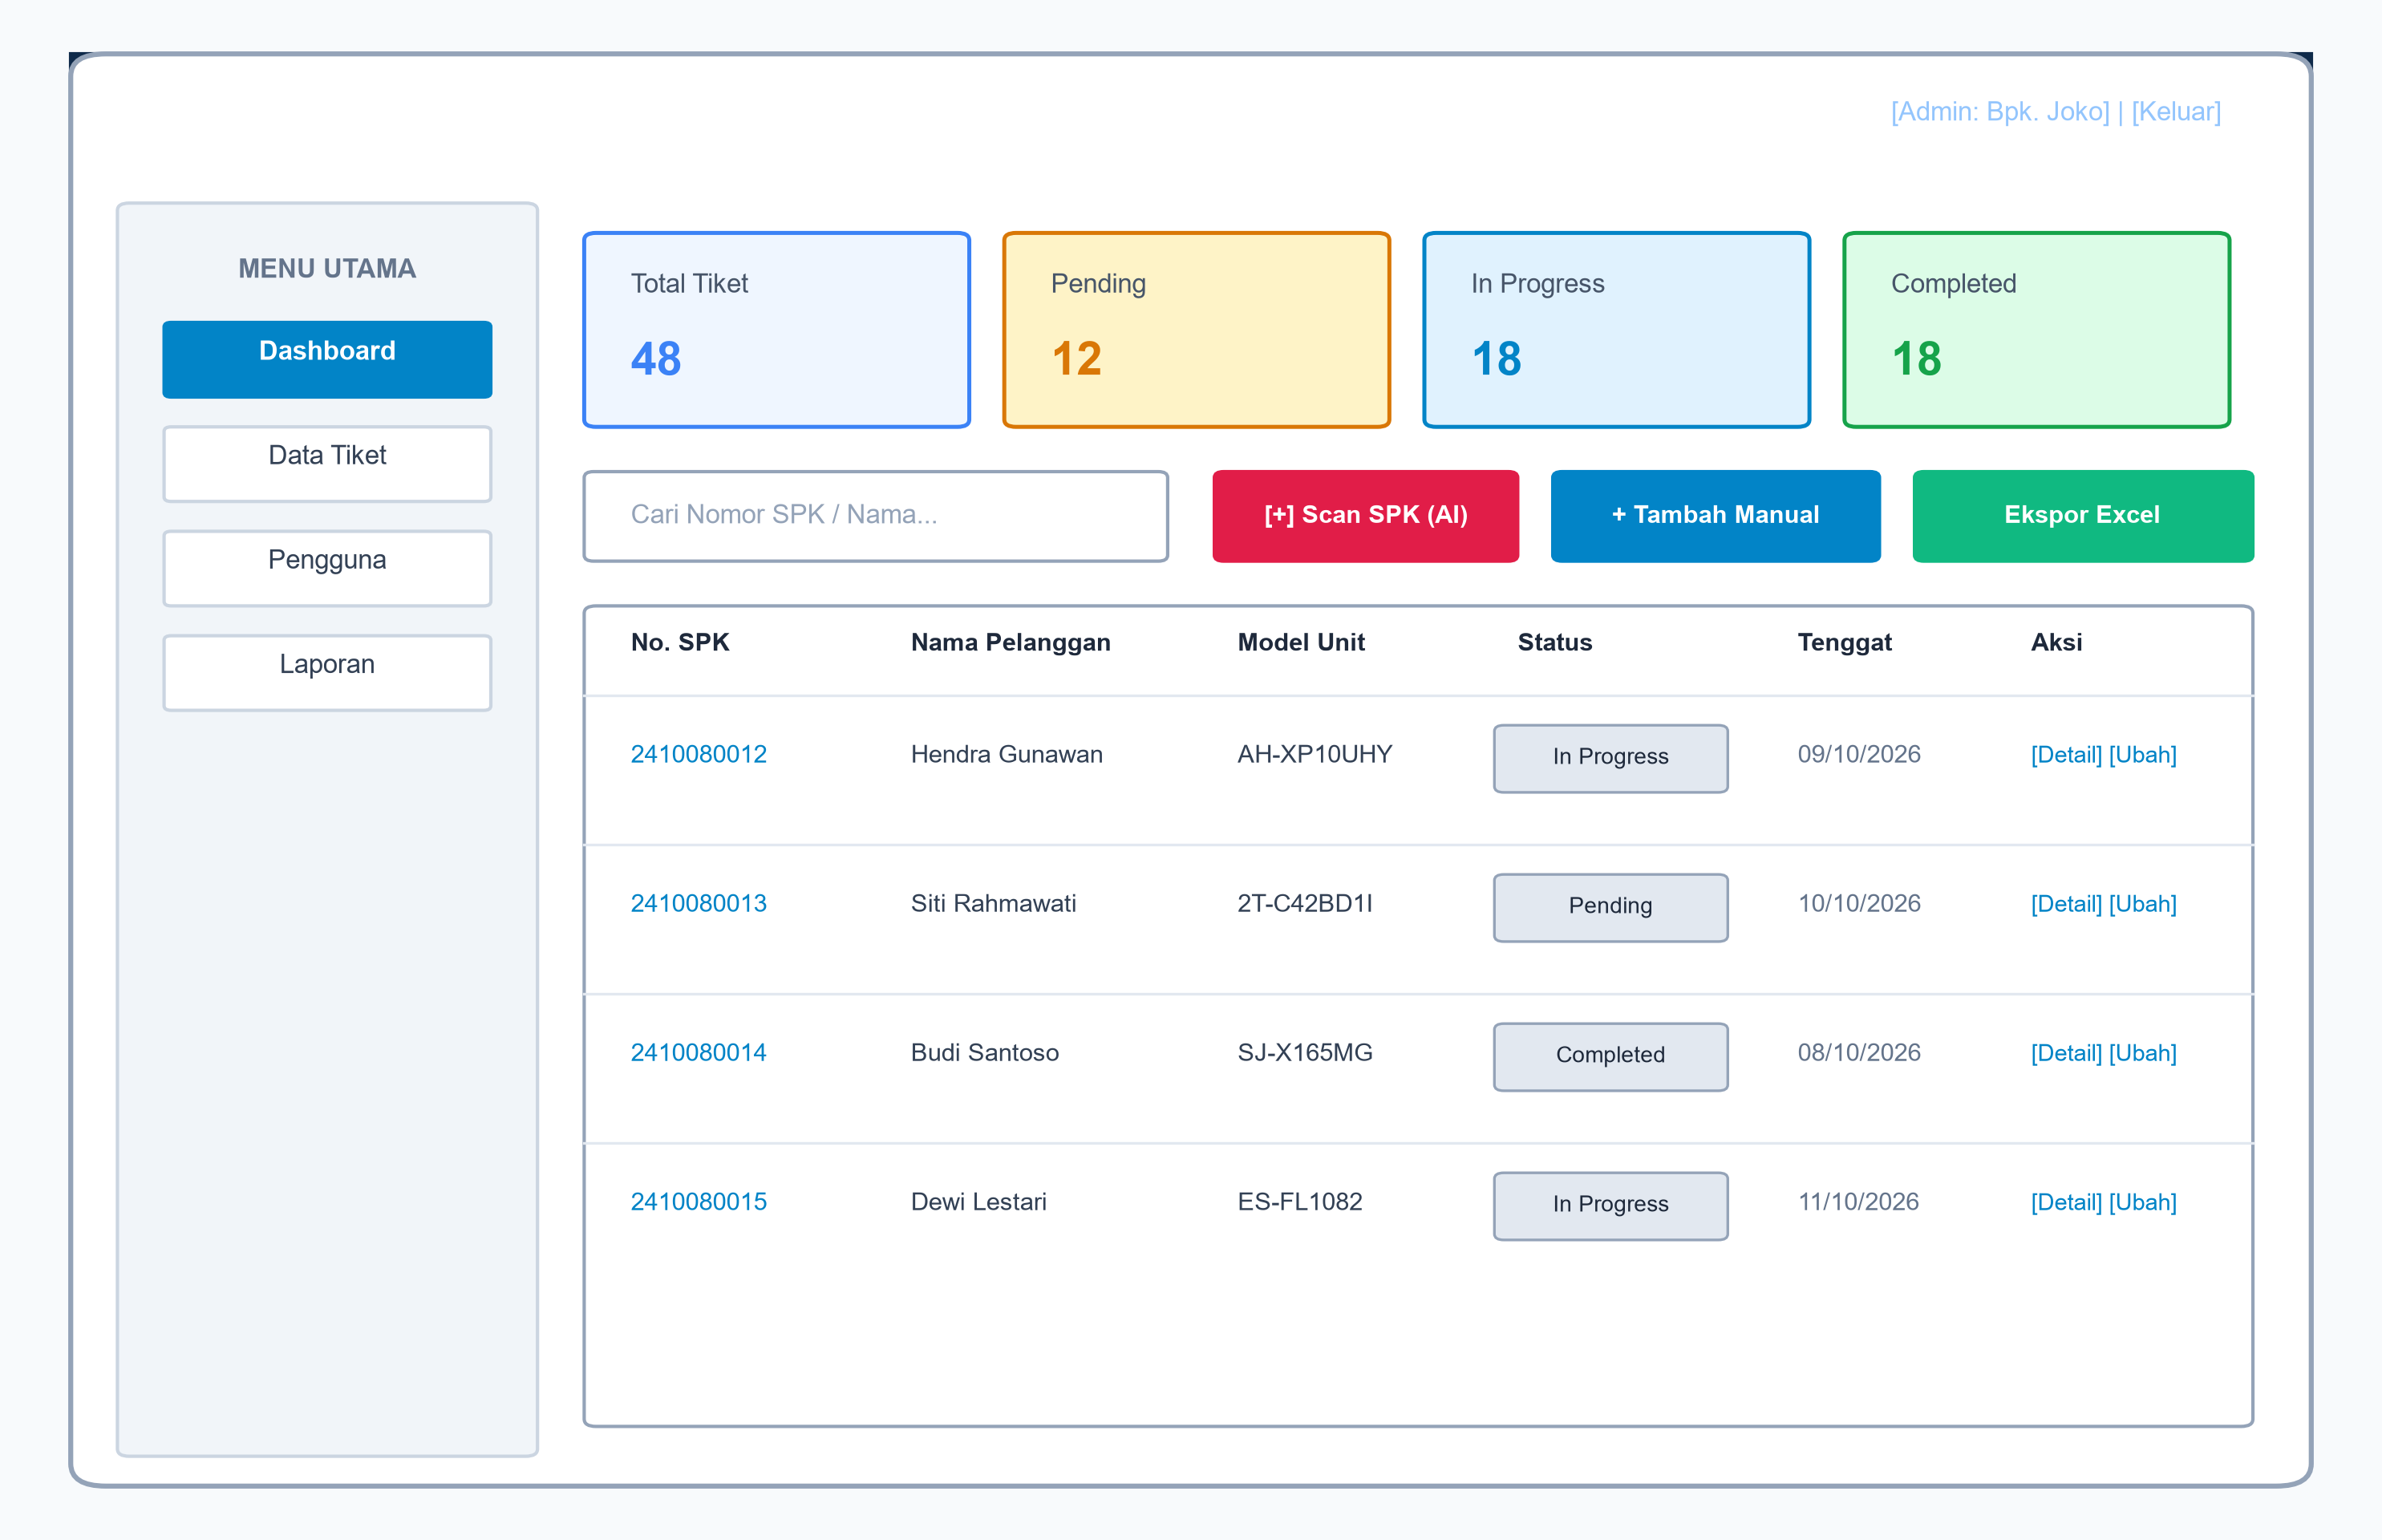 [Admin: Bpk. Joko] | [Keluar]
MENU UTAMA
Dashboard
Data Tiket
Pengguna
Laporan
Total Tiket
48
Pending
12
In Progress
18
Completed
18
Cari Nomor SPK / Nama...
[+] Scan SPK (AI)
+ Tambah Manual
Ekspor Excel
No. SPK Nama Pelanggan Model Unit Status Tenggat Aksi
2410080012 Hendra Gunawan AH-XP10UHY In Progress 09/10/2026 [Detail] [Ubah]
2410080013 Siti Rahmawati 2T-C42BD1I Pending 10/10/2026 [Detail] [Ubah]
2410080014 Budi Santoso SJ-X165MG Completed 08/10/2026 [Detail] [Ubah]
2410080015 Dewi Lestari ES-FL1082 In Progress 11/10/2026 [Detail] [Ubah]